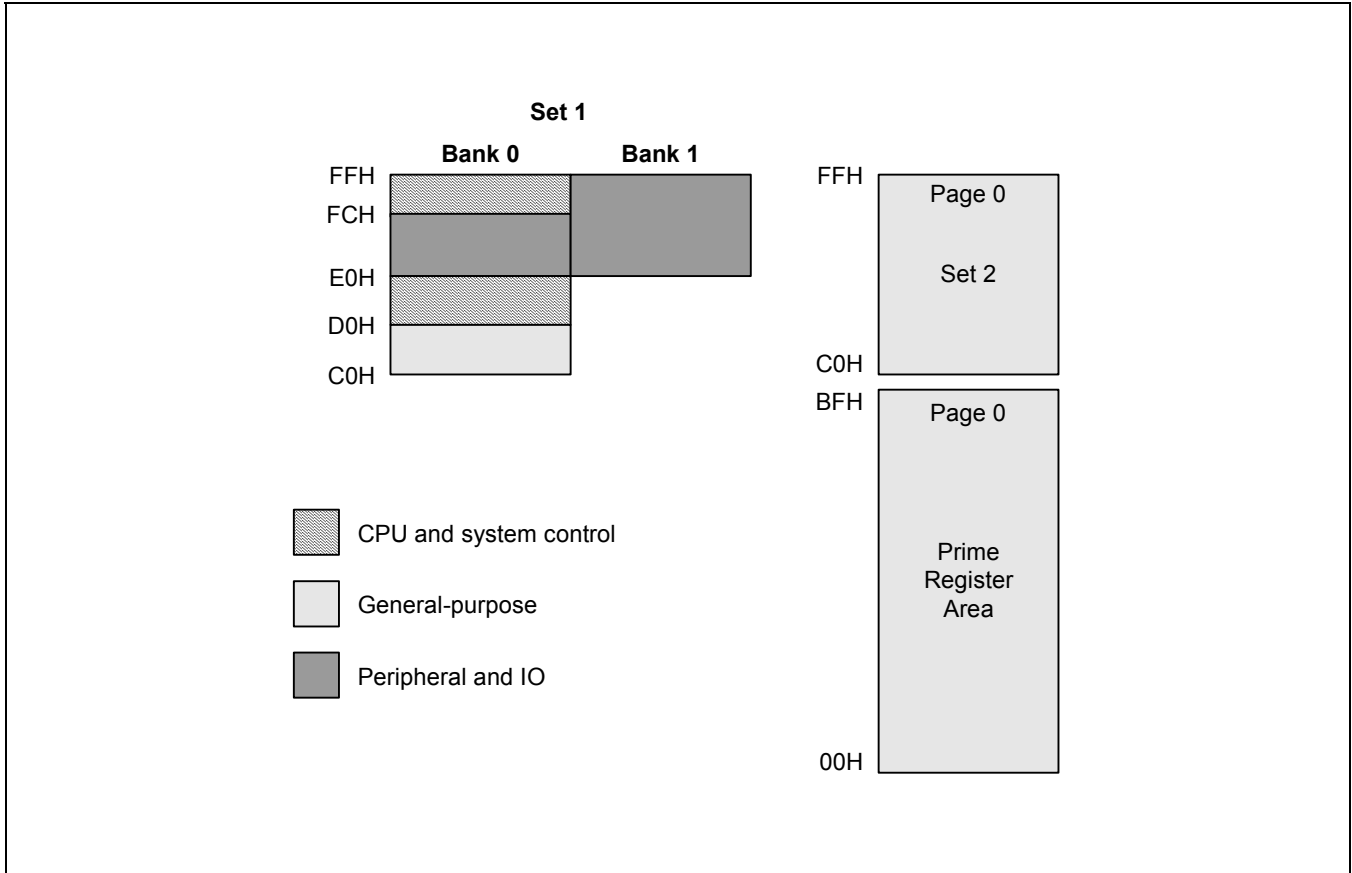 Set 1
Bank 0 Bank 1
FFH
FCH
E0H
D0H
C0H
FFH
Page 0
Set 2
C0H
BFH
Page 0
Prime
Register
Area
00H
CPU and system control
General-purpose
Peripheral and IO